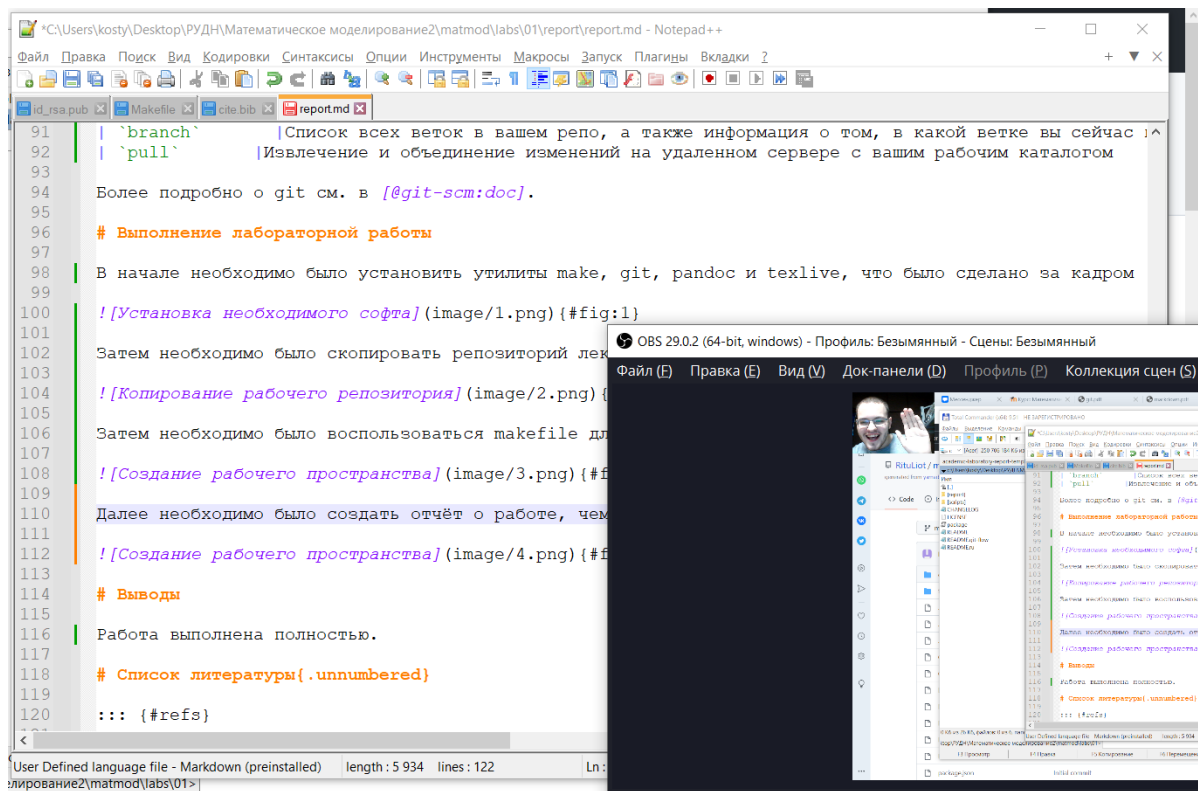 *C:\Users\kosty\Desktop\РУДН\Математическое моделирование2\matmod\labs\01\report\report.md - Notepad++
Файл Правка Поиск Вид Кодировки Синтаксисы Опции Инструменты Макросы Запуск Плагины Вкладки ?
id_rsa.pub Makefile cite.bib report.md
91 | `branch` |Список всех веток в вашем репо, а также информация о том, в какой ветке вы сейчас
92 | `pull` |Извлечение и объединение изменений на удаленном сервере с вашим рабочим каталогом
93
94 Более подробно о git см. в [@git-scm:doc].
95
96 # Выполнение лабораторной работы
97
98 В начале необходимо было установить утилиты make, git, pandoc и texlive, что было сделано за кадром
99
100 ![Установка необходимого софта](image/1.png){#fig:1}
101
102 Затем необходимо было скопировать репозиторий лек
103
104 ![Копирование рабочего репозитория](image/2.png){
105
106 Затем необходимо было воспользоваться makefile дл
107
108 ![Создание рабочего пространства](image/3.png){#f
109
110 Далее необходимо было создать отчёт о работе, чем
111
112 ![Создание рабочего пространства](image/4.png){#f
113
114 # Выводы
115
116 Работа выполнена полностью.
117
118 # Список литературы{.unnumbered}
119
120 ::: {#refs}
User Defined language file - Markdown (preinstalled) length : 5 934 lines : 122 Ln :
елирование2\matmod\labs\01>
OBS 29.0.2 (64-bit, windows) - Профиль: Безымянный - Сцены: Безымянный
Файл (F) Правка (E) Вид (V) Док-панели (D) Профиль (P) Коллекция сцен (S)
RituLiot / m
<> Code